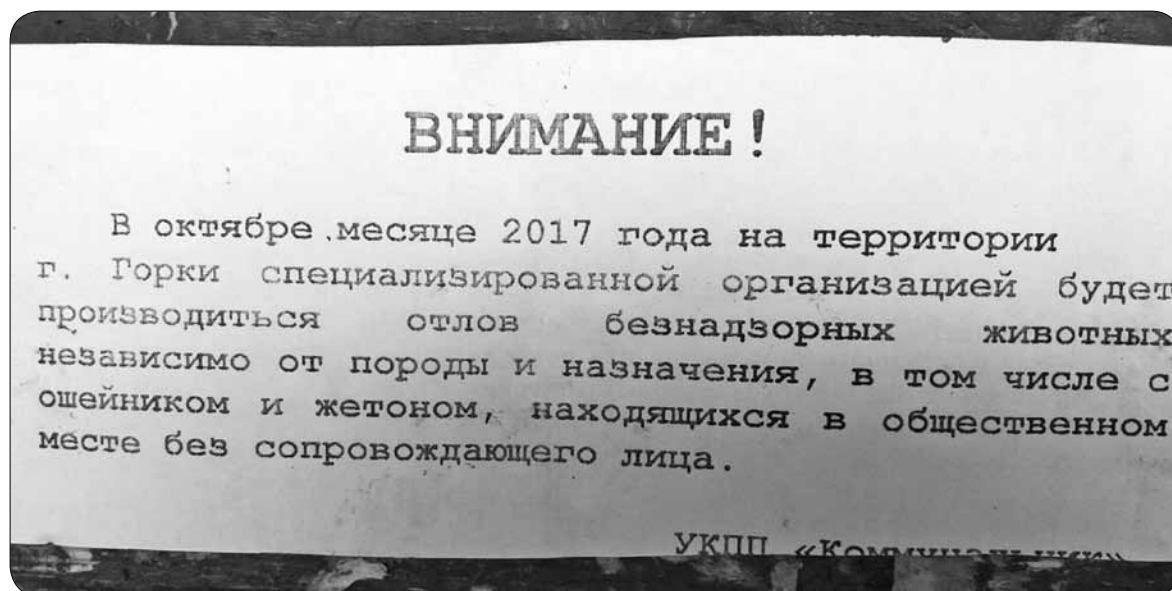 ВНИМАНИЕ!
В октябре месяце 2017 года на территории
г. Горки специализированной организацией будет
производиться отлов безнадзорных животных
независимо от породы и назначения, в том числе с
ошейником и жетоном, находящихся в общественном
месте без сопровождающего лица.
УКПП «Коммунальник»